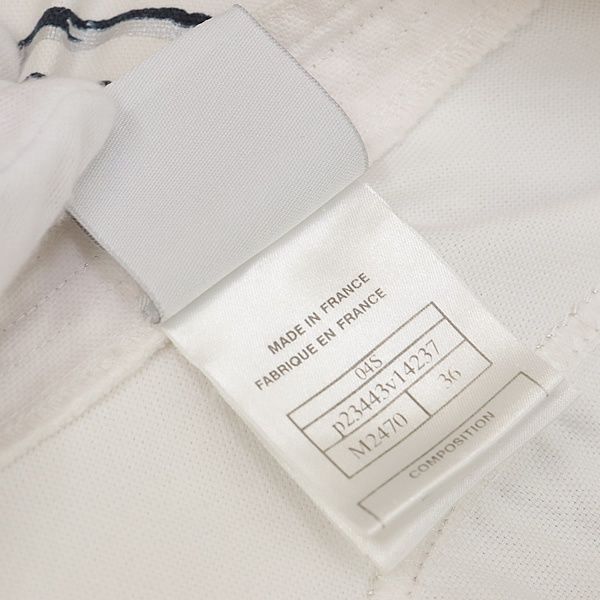 MADE IN FRANCE
FABRIQUE EN FRANCE
04S
p23443v14237
M2470 36
COMPOSITION